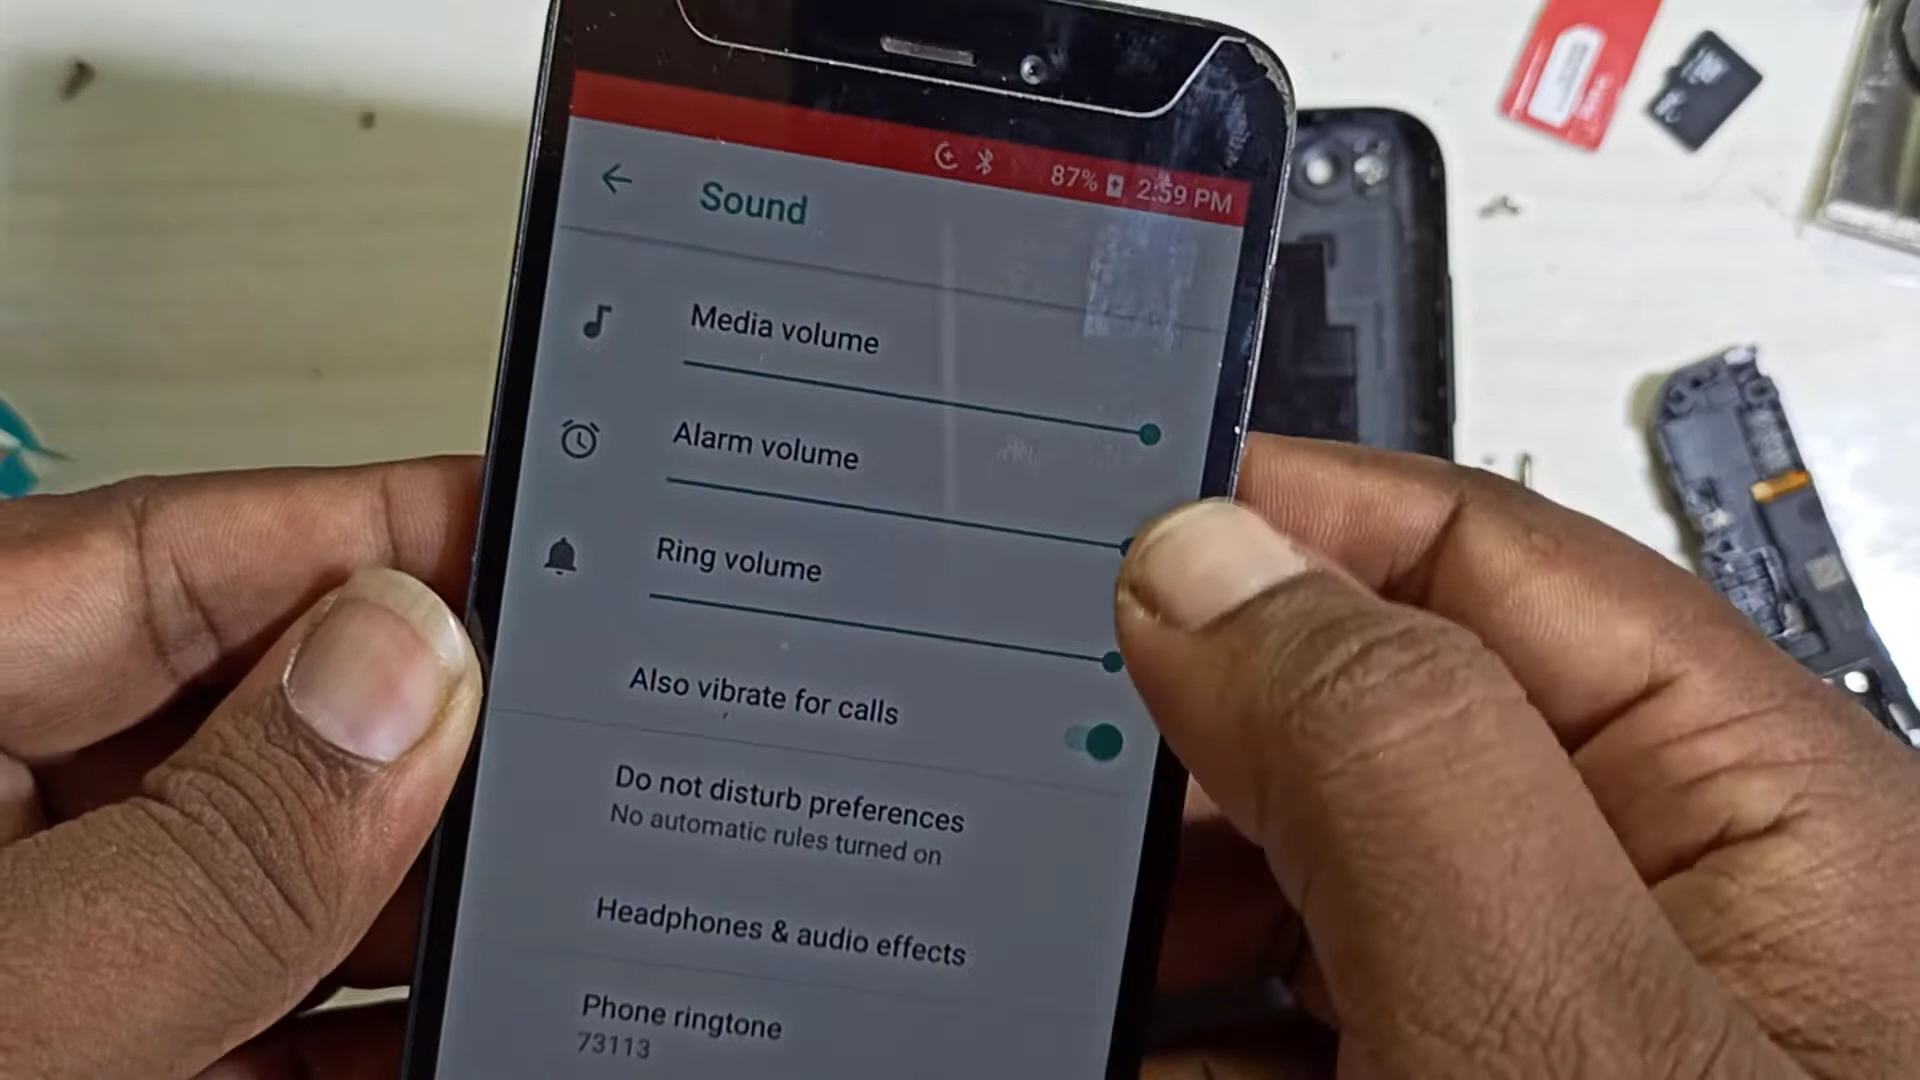 87% 2:59 PM
Sound
Media volume
Alarm volume
Ring volume
Also vibrate for calls
Do not disturb preferences
No automatic rules turned on
Headphones & audio effects
Phone ringtone
73113